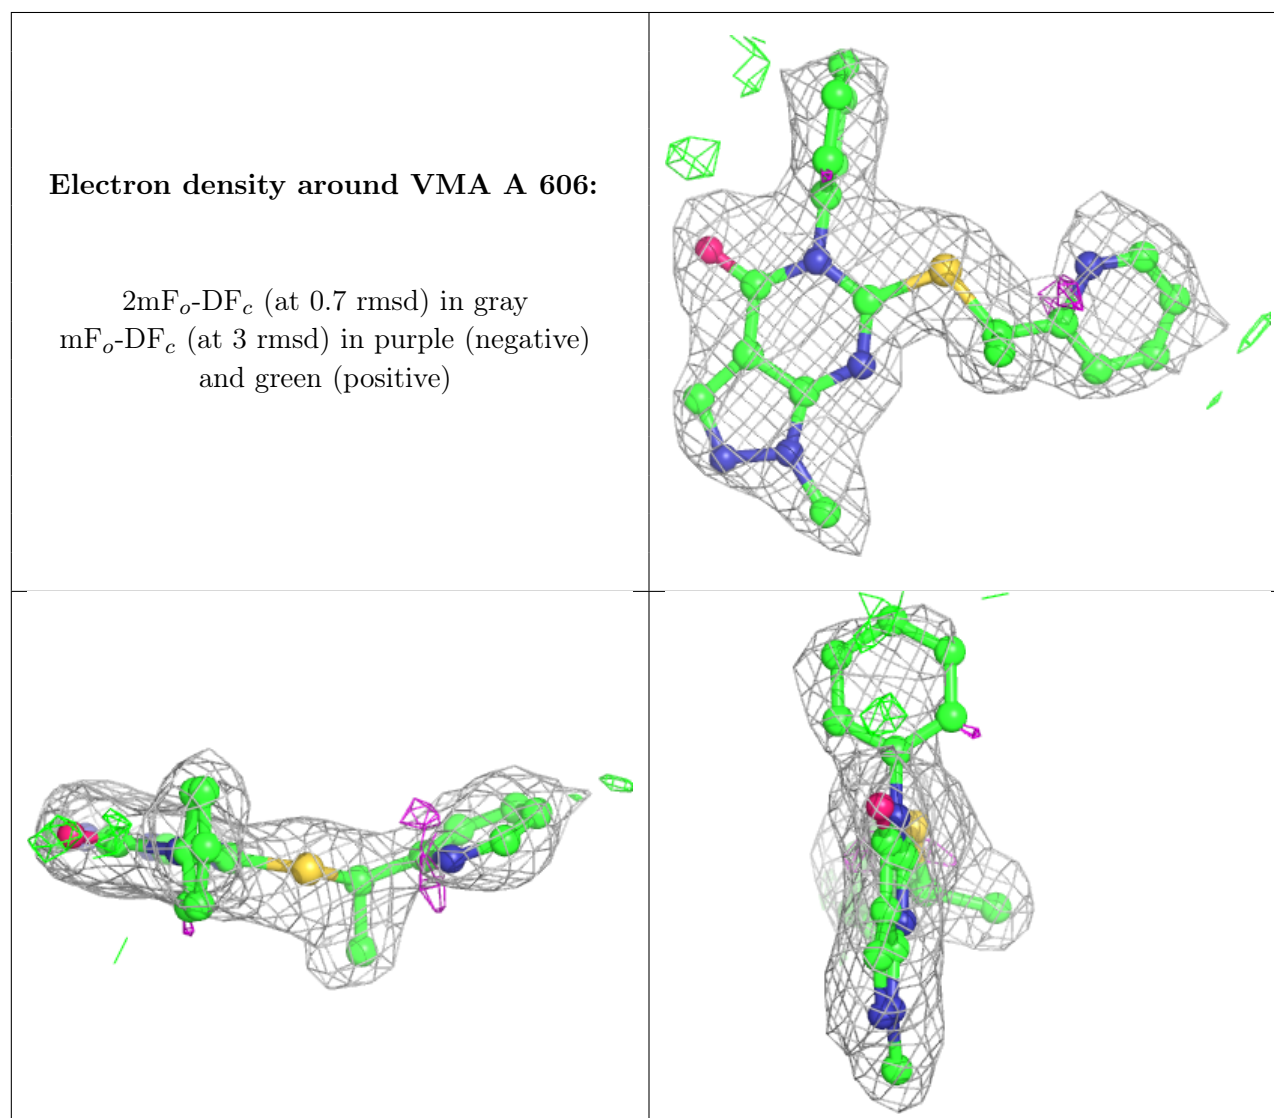 Electron density around VMA A 606:
2mFo-DFc (at 0.7 rmsd) in gray
mFo-DFc (at 3 rmsd) in purple (negative)
and green (positive)